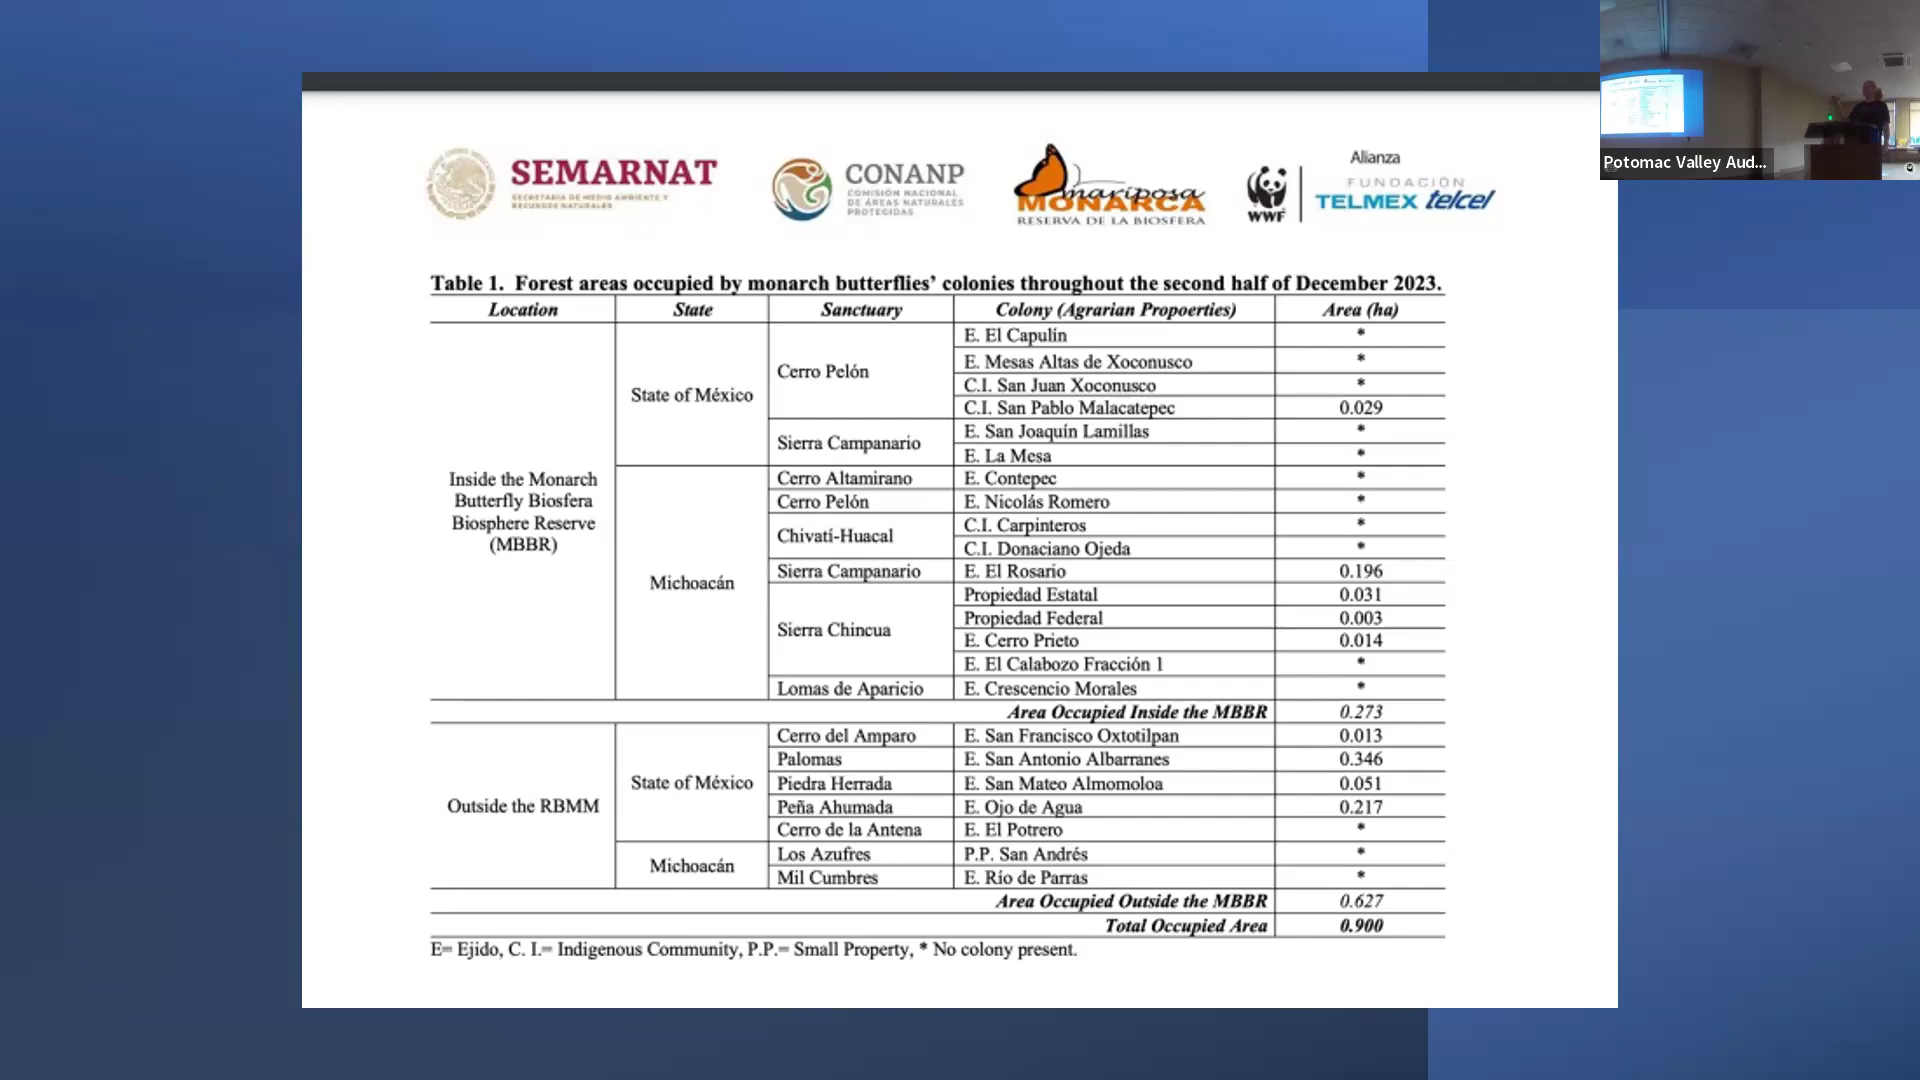 SEMARNAT
SECRETARÍA DE MEDIO AMBIENTE Y
RECURSOS NATURALES
CONANP
COMISIÓN NACIONAL
DE ÁREAS NATURALES
PROTEGIDAS
mariposa
MONARCA
RESERVA DE LA BIOSFERA
WWF
Alianza
FUNDACIÓN
TELMEX telcel
Potomac Valley Aud...
Table 1. Forest areas occupied by monarch butterflies' colonies throughout the second half of December 2023.
Location State Sanctuary Colony (Agrarian Propoerties) Area (ha)
Inside the Monarch
Butterfly Biosfera
Biosphere Reserve
(MBBR)
State of México
Cerro Pelón
E. El Capulín *
E. Mesas Altas de Xoconusco *
C.I. San Juan Xoconusco *
C.I. San Pablo Malacatepec 0.029
Sierra Campanario
E. San Joaquín Lamillas *
E. La Mesa *
Michoacán
Cerro Altamirano E. Contepec *
Cerro Pelón E. Nicolás Romero *
Chivatí-Huacal
C.I. Carpinteros *
C.I. Donaciano Ojeda *
Sierra Campanario E. El Rosario 0.196
Sierra Chincua
Propiedad Estatal 0.031
Propiedad Federal 0.003
E. Cerro Prieto 0.014
E. El Calabozo Fracción 1 *
Lomas de Aparicio E. Crescencio Morales *
Area Occupied Inside the MBBR 0.273
Outside the RBMM
State of México
Cerro del Amparo E. San Francisco Oxtotilpan 0.013
Palomas E. San Antonio Albarranes 0.346
Piedra Herrada E. San Mateo Almomoloa 0.051
Peña Ahumada E. Ojo de Agua 0.217
Cerro de la Antena E. El Potrero *
Michoacán
Los Azufres P.P. San Andrés *
Mil Cumbres E. Río de Parras *
Area Occupied Outside the MBBR 0.627
Total Occupied Area 0.900
E= Ejido, C. I.= Indigenous Community, P.P.= Small Property, * No colony present.